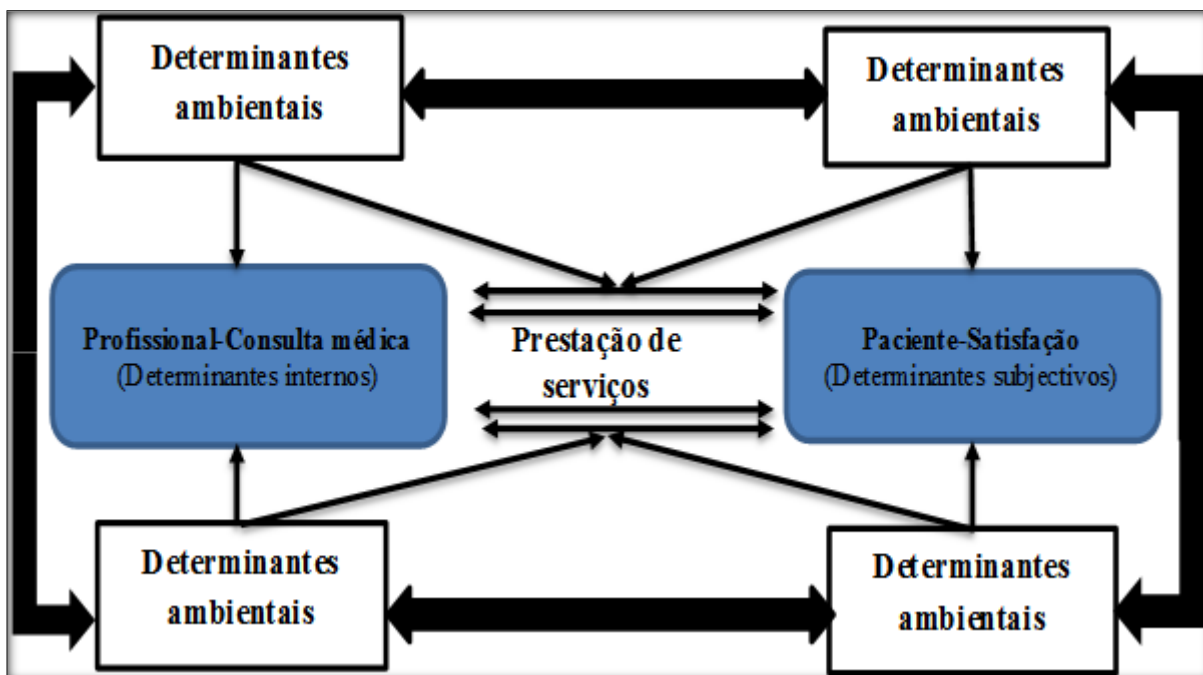 Determinantes
ambientais
Determinantes
ambientais
Profissional-Consulta médica
(Determinantes internos)
Prestação de
serviços
Paciente-Satisfação
(Determinantes subjectivos)
Determinantes
ambientais
Determinantes
ambientais